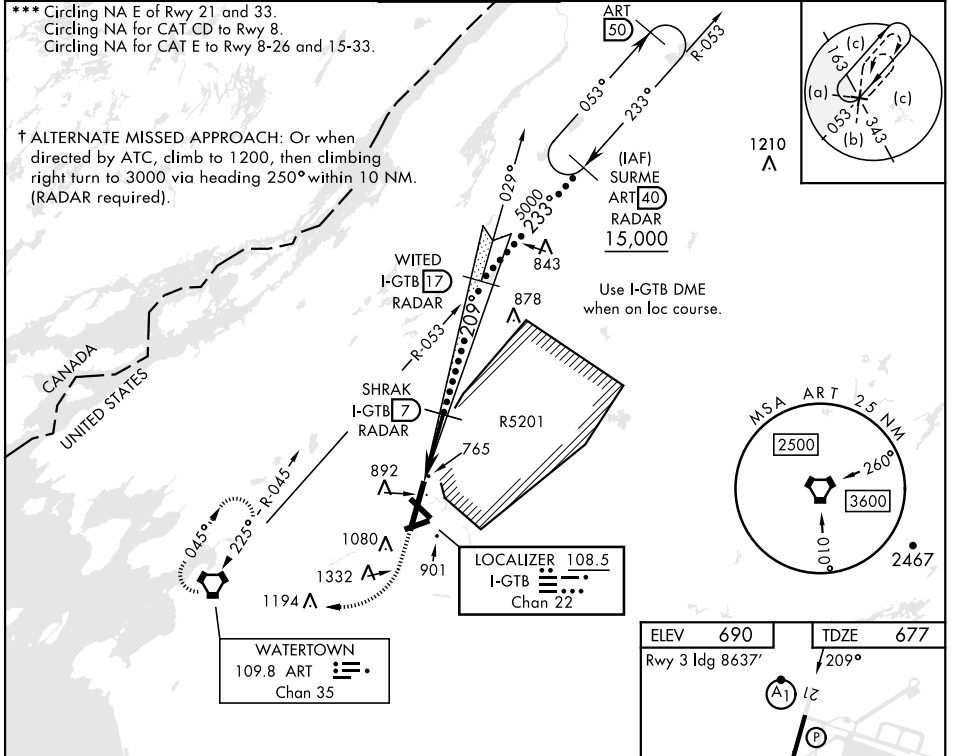 *** Circling NA E of Rwy 21 and 33.
Circling NA for CAT CD to Rwy 8.
Circling NA for CAT E to Rwy 8-26 and 15-33.
† ALTERNATE MISSED APPROACH: Or when
directed by ATC, climb to 1200, then climbing
right turn to 3000 via heading 250° within 10 NM.
(RADAR required).
ART
50
R-053
053°
233°
(IAF)
SURME
ART 40
RADAR
15,000
029°
5000
233°
843
WITED
I-GTB 17
RADAR
878
Use I-GTB DME
when on loc course.
209°
R-053
CANADA
UNITED STATES
SHRAK
I-GTB 7
RADAR
R5201
765
892
R-045
045°
225°
1080
1332
901
1194
LOCALIZER 108.5
I-GTB
Chan 22
WATERTOWN
109.8 ART
Chan 35
(a)
(b)
(c)
(c)
163
053
343
1210
MSA ART 25 NM
2500
260°
3600
010°
2467
ELEV 690
TDZE 677
Rwy 3 ldg 8637'
209°
A1
21
P